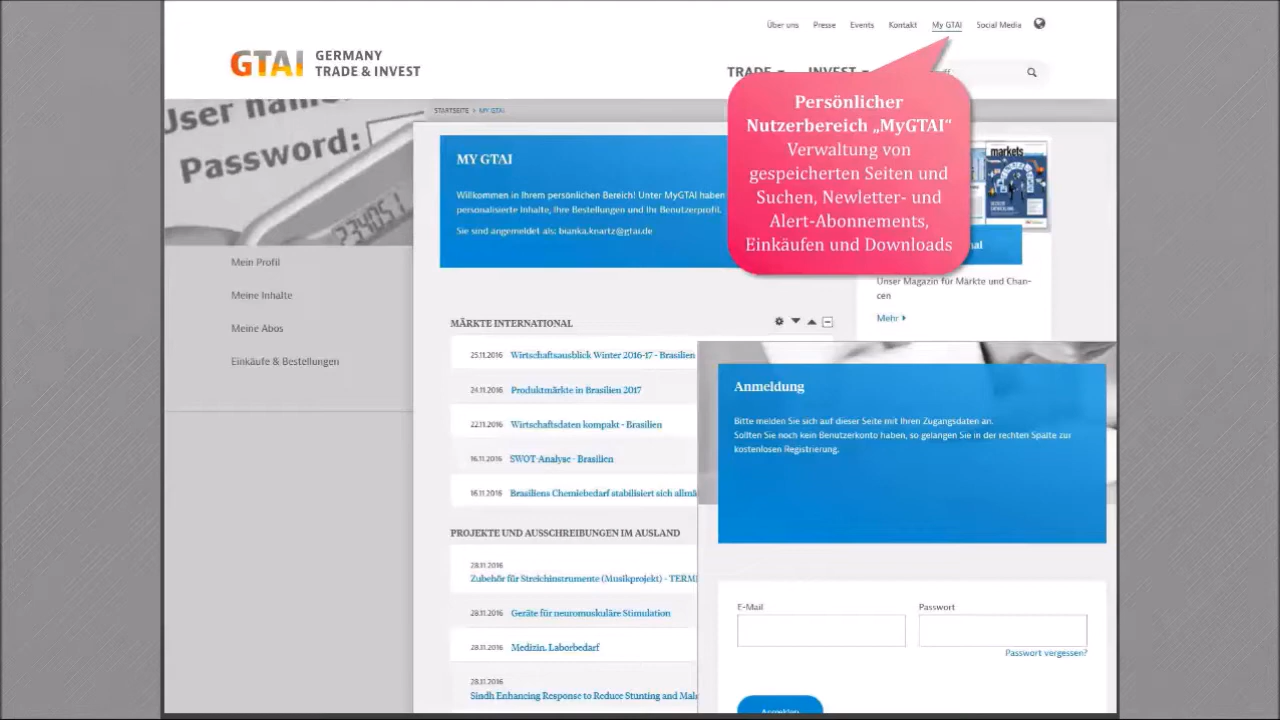 Über uns Presse Events Kontakt My GTAI Social Media
GTAI GERMANY
TRADE & INVEST
TRADE INVEST
User name:
Password:
STARTSEITE > MY GTAI
Persönlicher
Nutzerbereich „MyGTAI“
Verwaltung von
gespeicherten Seiten und
Suchen, Newletter- und
Alert-Abonnements,
Einkäufen und Downloads
MY GTAI
Willkommen in Ihrem persönlichen Bereich! Unter MyGTAI haben
personalisierte Inhalte, Ihre Bestellungen und Ihr Benutzerprofil.
Sie sind angemeldet als: bianka.knartz@gtai.de
markets
Mein Profil
Meine Inhalte
Meine Abos
Einkäufe & Bestellungen
Unser Magazin für Märkte und Chan-
cen
Mehr
MÄRKTE INTERNATIONAL
25.11.2016 Wirtschaftsausblick Winter 2016-17 - Brasilien
24.11.2016 Produktmärkte in Brasilien 2017
22.11.2016 Wirtschaftsdaten kompakt - Brasilien
16.11.2016 SWOT-Analyse - Brasilien
16.11.2016 Brasiliens Chemiebedarf stabilisiert sich allmä
PROJEKTE UND AUSSCHREIBUNGEN IM AUSLAND
28.11.2016
Zubehör für Streichinstrumente (Musikprojekt) - TERM
28.11.2016 Geräte für neuromuskuläre Stimulation
28.11.2016 Medizin. Laborbedarf
28.11.2016
Sindh Enhancing Response to Reduce Stunting and Maln
Anmeldung
Bitte melden Sie sich auf dieser Seite mit Ihren Zugangsdaten an.
Sollten Sie noch kein Benutzerkonto haben, so gelangen Sie in der rechten Spalte zur
kostenlosen Registrierung.
E-Mail Passwort
Passwort vergessen?
Anmelden